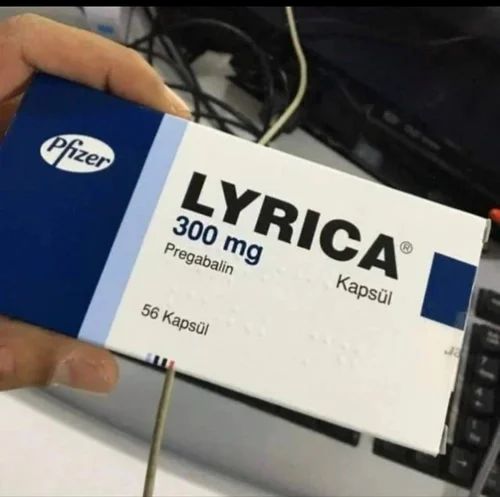 Pfizer
LYRICA®
300 mg
Pregabalin
Kapsül
56 Kapsül